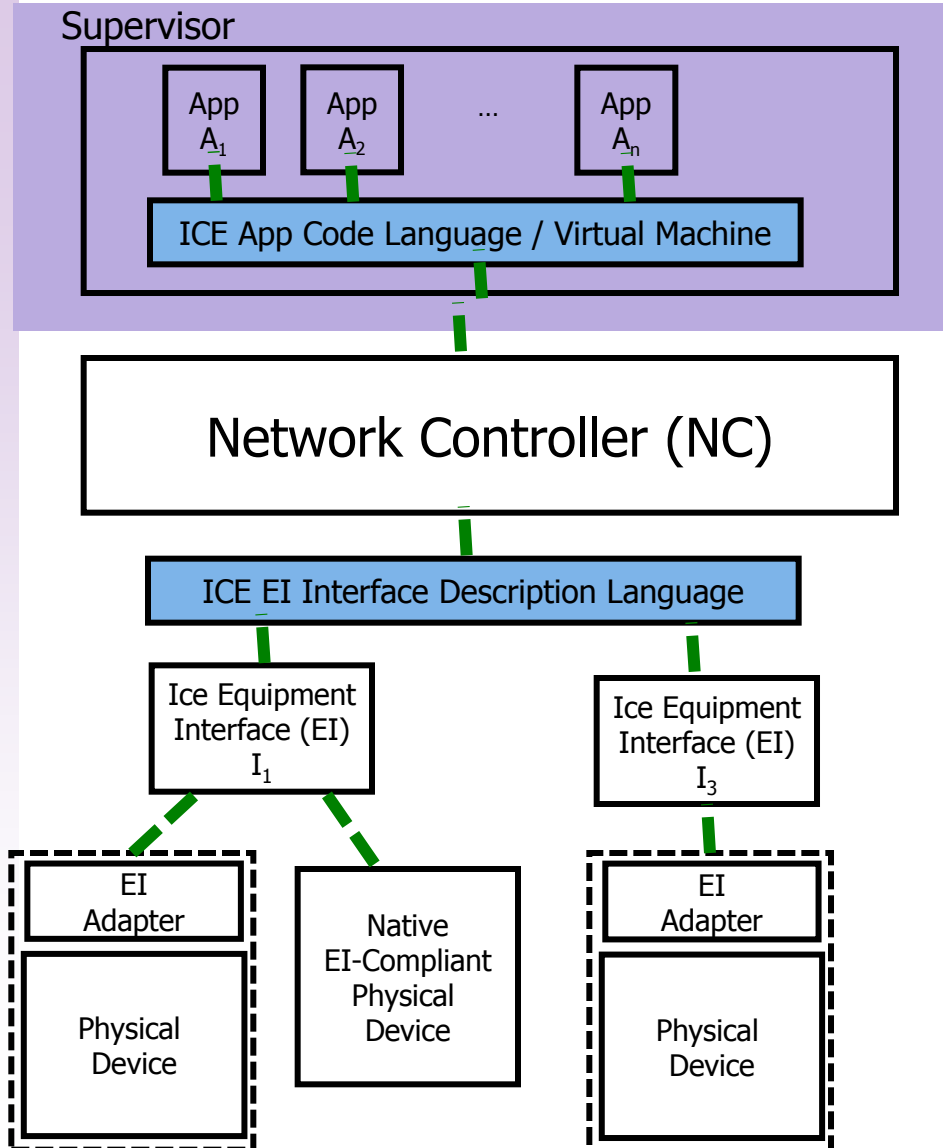 Supervisor
App
A₁
App
A₂
...
App
Aₙ
ICE App Code Language / Virtual Machine
Network Controller (NC)
ICE EI Interface Description Language
Ice Equipment
Interface (EI)
I₁
Ice Equipment
Interface (EI)
I₃
EI
Adapter
Physical
Device
Native
EI-Compliant
Physical
Device
EI
Adapter
Physical
Device